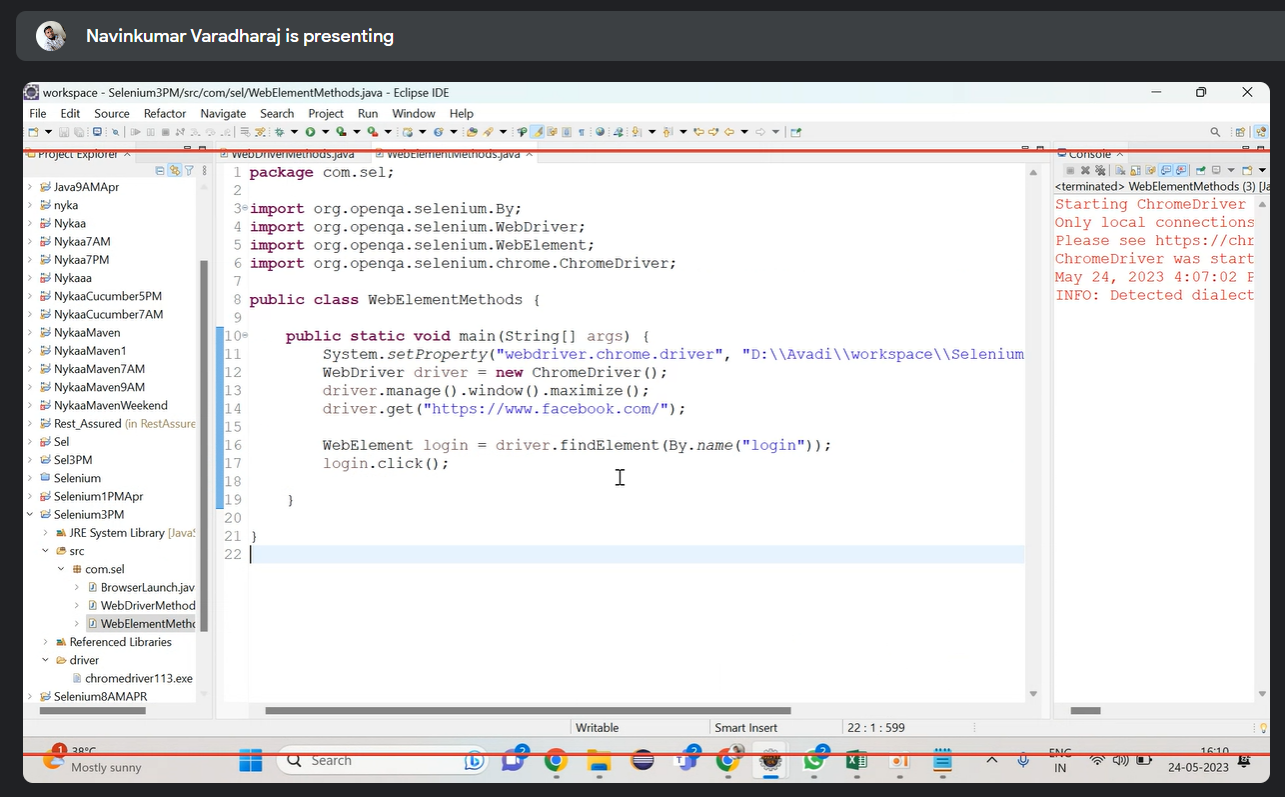 Navinkumar Varadharaj is presenting
workspace - Selenium3PM/src/com/sel/WebElementMethods.java - Eclipse IDE
File Edit Source Refactor Navigate Search Project Run Window Help
Project Explorer
WebDriverMethods.java
WebElementMethods.java
Console
Java9AMApr
nyka
Nykaa
Nykaa7AM
Nykaa7PM
Nykaaa
NykaaCucumber5PM
NykaaCucumber7AM
NykaaMaven
NykaaMaven1
NykaaMaven7AM
NykaaMaven9AM
NykaaMavenWeekend
Rest_Assured (in RestAssure
Sel
Sel3PM
Selenium
Selenium1PMApr
Selenium3PM
JRE System Library [JavaS
src
com.sel
BrowserLaunch.jav
WebDriverMethod
WebElementMetho
Referenced Libraries
driver
chromedriver113.exe
Selenium8AMAPR
1 package com.sel;
2
3 import org.openqa.selenium.By;
4 import org.openqa.selenium.WebDriver;
5 import org.openqa.selenium.WebElement;
6 import org.openqa.selenium.chrome.ChromeDriver;
7
8 public class WebElementMethods {
9
10 public static void main(String[] args) {
11 System.setProperty("webdriver.chrome.driver", "D:\\Avadi\\workspace\\Selenium
12 WebDriver driver = new ChromeDriver();
13 driver.manage().window().maximize();
14 driver.get("https://www.facebook.com/");
15
16 WebElement login = driver.findElement(By.name("login"));
17 login.click();
18
19 }
20
21 }
22
<terminated> WebElementMethods (3) [Ja
Starting ChromeDriver
Only local connections
Please see https://chr
ChromeDriver was start
May 24, 2023 4:07:02 P
INFO: Detected dialect
Writable
Smart Insert
22 : 1 : 599
1
38°C
Mostly sunny
Search
2
2
2
ENG
IN
16:10
24-05-2023